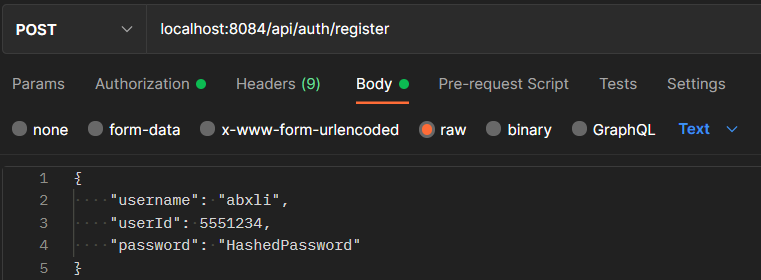 POST localhost:8084/api/auth/register
Params Authorization Headers (9) Body Pre-request Script Tests Settings
none form-data x-www-form-urlencoded raw binary GraphQL Text
1 {
2 "username": "abxli",
3 "userId": 5551234,
4 "password": "HashedPassword"
5 }